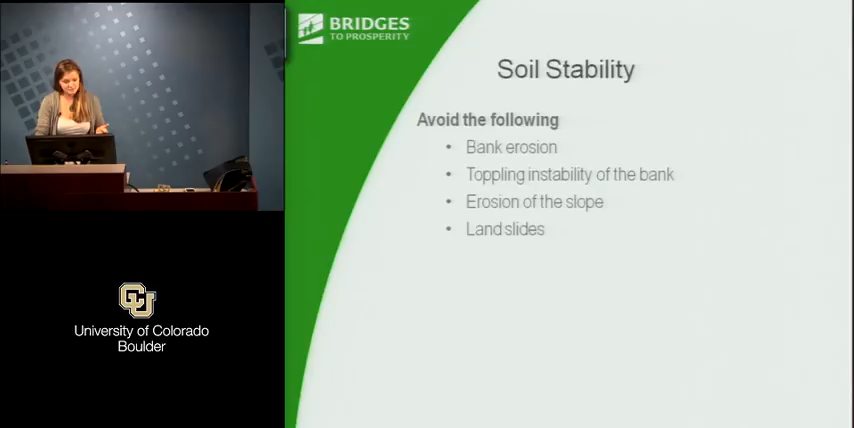 BRIDGES
TO PROSPERITY
Soil Stability
Avoid the following
• Bank erosion
• Toppling instability of the bank
• Erosion of the slope
• Land slides
CU
University of Colorado
Boulder